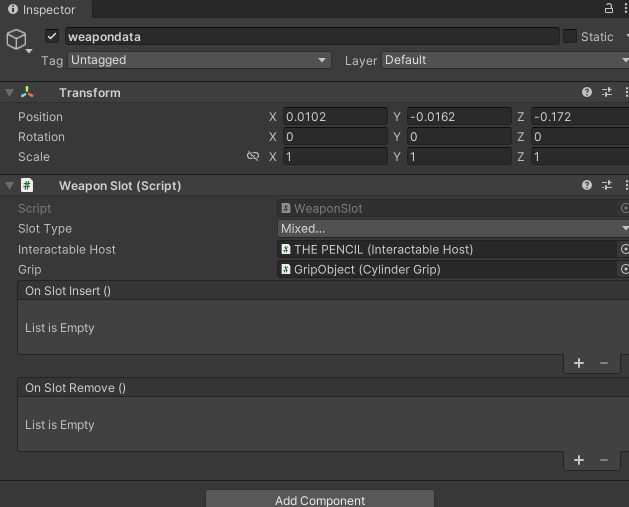 Inspector
weapondata
Static
Tag Untagged Layer Default
Transform
Position X 0.0102 Y -0.0162 Z -0.172
Rotation X 0 Y 0 Z 0
Scale X 1 Y 1 Z 1
# Weapon Slot (Script)
Script # WeaponSlot
Slot Type Mixed...
Interactable Host # THE PENCIL (Interactable Host)
Grip # GripObject (Cylinder Grip)
On Slot Insert ()
List is Empty
+ −
On Slot Remove ()
List is Empty
+ −
Add Component